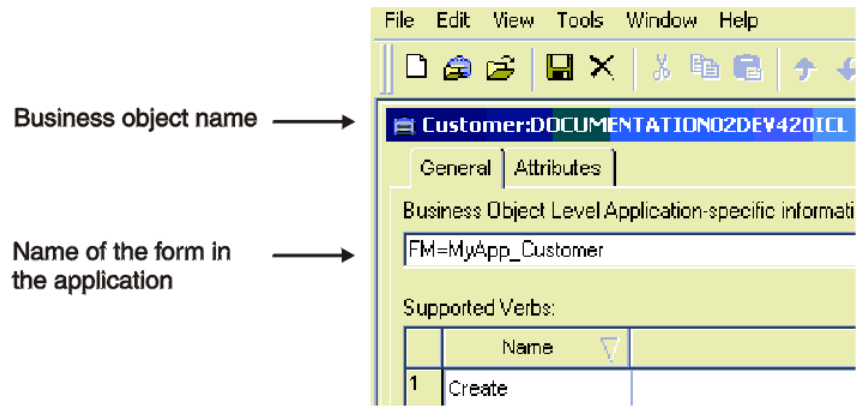 File Edit View Tools Window Help
Business object name
Customer:DOCUMENTATION02DEV420ICL
General Attributes
Business Object Level Application-specific informati
Name of the form in
the application
FM=MyApp_Customer
Supported Verbs:
Name
1 Create